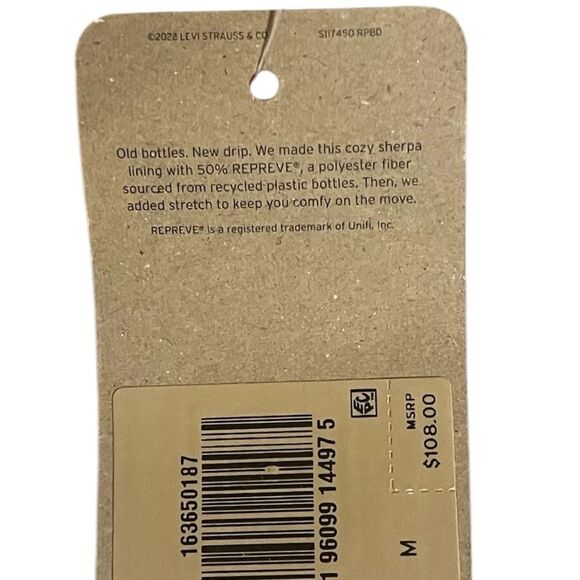 ©2022 LEVI STRAUSS & CO
S117450 RPBD
Old bottles. New drip. We made this cozy sherpa
lining with 50% REPREVE®, a polyester fiber
sourced from recycled plastic bottles. Then, we
added stretch to keep you comfy on the move.
REPREVE® is a registered trademark of Unifi, Inc.
163650187
1 96099 14497 5
MSRP
$108.00
M